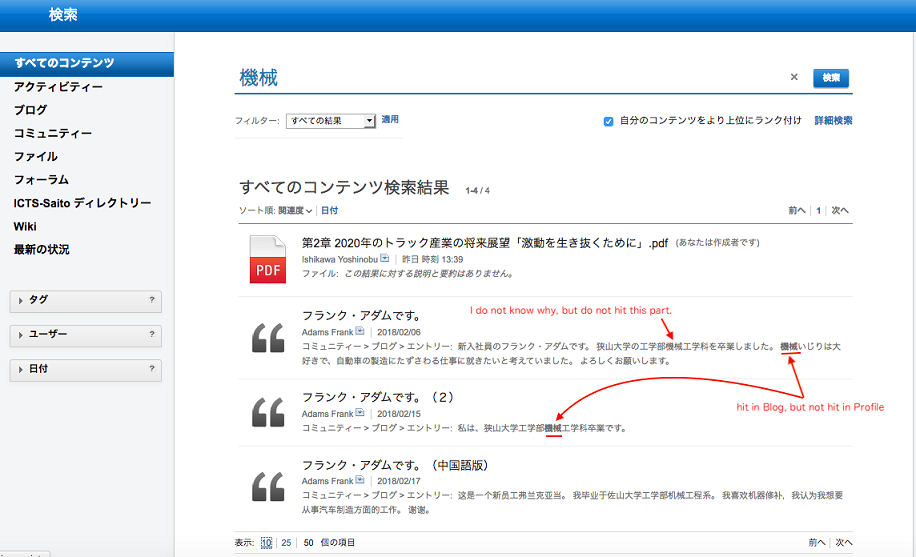 検索
すべてのコンテンツ
アクティビティー
ブログ
コミュニティー
ファイル
フォーラム
ICTS-Saito ディレクトリー
Wiki
最新の状況
タグ ?
ユーザー ?
日付 ?
機械 × 検索
フィルター: すべての結果 適用
自分のコンテンツをより上位にランク付け 詳細検索
すべてのコンテンツ検索結果 1-4 / 4
ソート順: 関連度 | 日付 前へ | 1 | 次へ
PDF
第2章 2020年のトラック産業の将来展望「激動を生き抜くために」.pdf (あなたは作成者です)
Ishikawa Yoshinobu | 昨日 時刻 13:39
ファイル: この結果に対する説明と要約はありません。
I do not know why, but do not hit this part.
フランク・アダムです。
Adams Frank | 2018/02/06
コミュニティー > ブログ > エントリー: 新入社員のフランク・アダムです。 狭山大学の工学部機械工学科を卒業しました。 機械いじりは大
好きで、自動車の製造にたずさわる仕事に就きたいと考えていました。 よろしくお願いします。
hit in Blog, but not hit in Profile
フランク・アダムです。（２）
Adams Frank | 2018/02/15
コミュニティー > ブログ > エントリー: 私は、狭山大学工学部機械工学科卒業です。
フランク・アダムです。（中国語版）
Adams Frank | 2018/02/17
コミュニティー > ブログ > エントリー: 这是一个新员工弗兰克亚当。 我毕业于佐山大学工学部机械工程系。 我喜欢机器修补，我认为我想要
从事汽车制造方面的工作。 谢谢。
表示: 10 | 25 | 50 個の項目 前へ | 次へ